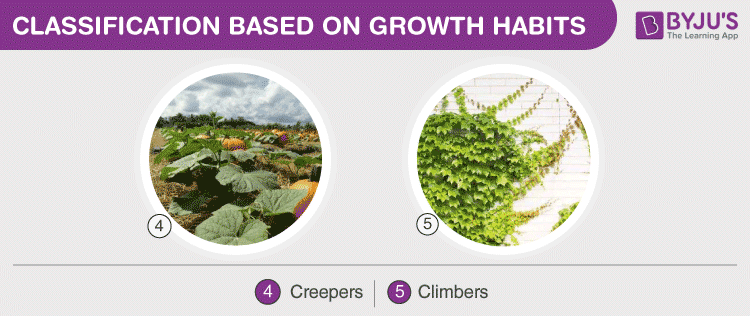 CLASSIFICATION BASED ON GROWTH HABITS
BYJU'S
The Learning App
4
5
4 Creepers
5 Climbers